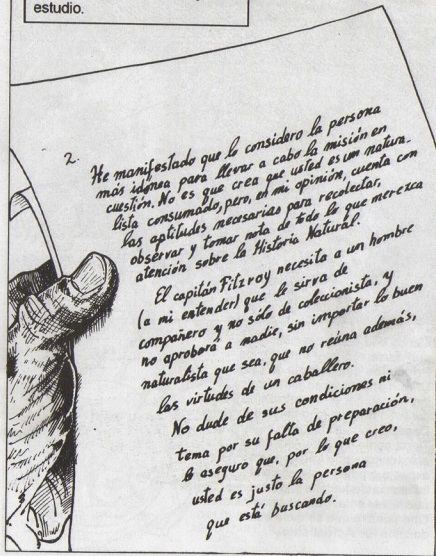 estudio.
2.
He manifestado que lo considero la persona
más idónea para llevar a cabo la misión en
cuestión. No es que crea que usted es um natura-
lista consumado, pero, en mi opinión, cuenta con
las aptitudes necesarias para recolectar,
observar y tomar nota de todo lo que merezca
atención sobre la Historia Natural.
El capitán Fitzroy necesita a un hombre
(a mi entender) que le sirva de
compañero y no sólo de coleccionista, y
no aprobará a nadie, sin importar lo buen
naturalista que sea, que no reúna además,
las virtudes de un caballero.
No dude de sus condiciones ni
tema por su falta de preparación,
le aseguro que, por lo que creo,
usted es justo la persona
que está buscando.